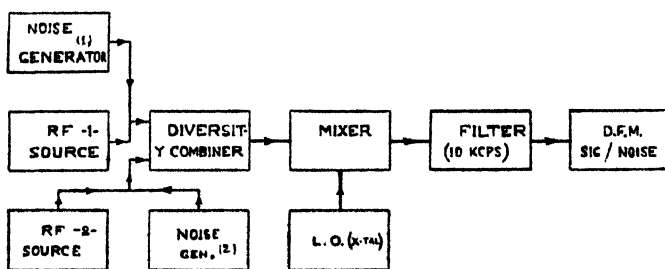 NOISE (1)
GENERATOR
RF -1-
SOURCE
DIVERSIT-
Y COMBINER
MIXER
FILTER
(10 KCPS)
D.F.M.
SIG / NOISE
RF -2-
SOURCE
NOISE
GEN. (2)
L.O. (X-TAL)